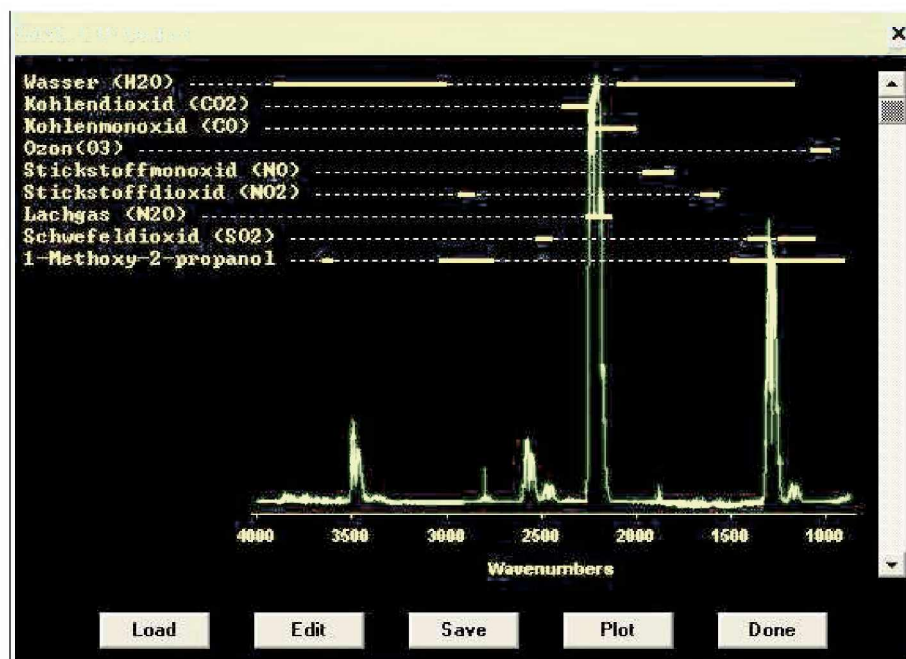 Wasser (H2O)
Kohlendioxid (CO2)
Kohlenmonoxid (CO)
Ozon(O3)
Stickstoffmonoxid (NO)
Stickstoffdioxid (NO2)
Lachgas (N2O)
Schwefeldioxid (SO2)
1-Methoxy-2-propanol
4000 3500 3000 2500 2000 1500 1000
Wavenumbers
Load Edit Save Plot Done